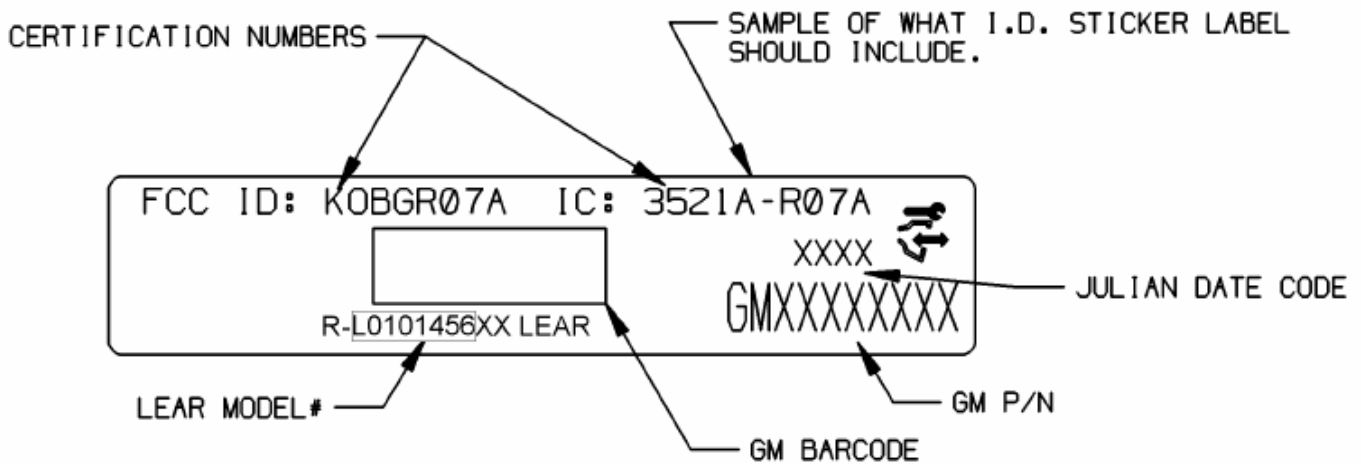 CERTIFICATION NUMBERS
SAMPLE OF WHAT I.D. STICKER LABEL
SHOULD INCLUDE.
FCC ID: KOBGR07A IC: 3521A-R07A
XXXX
JULIAN DATE CODE
GMXXXXXXXX
R-L0101456XX LEAR
LEAR MODEL#
GM P/N
GM BARCODE